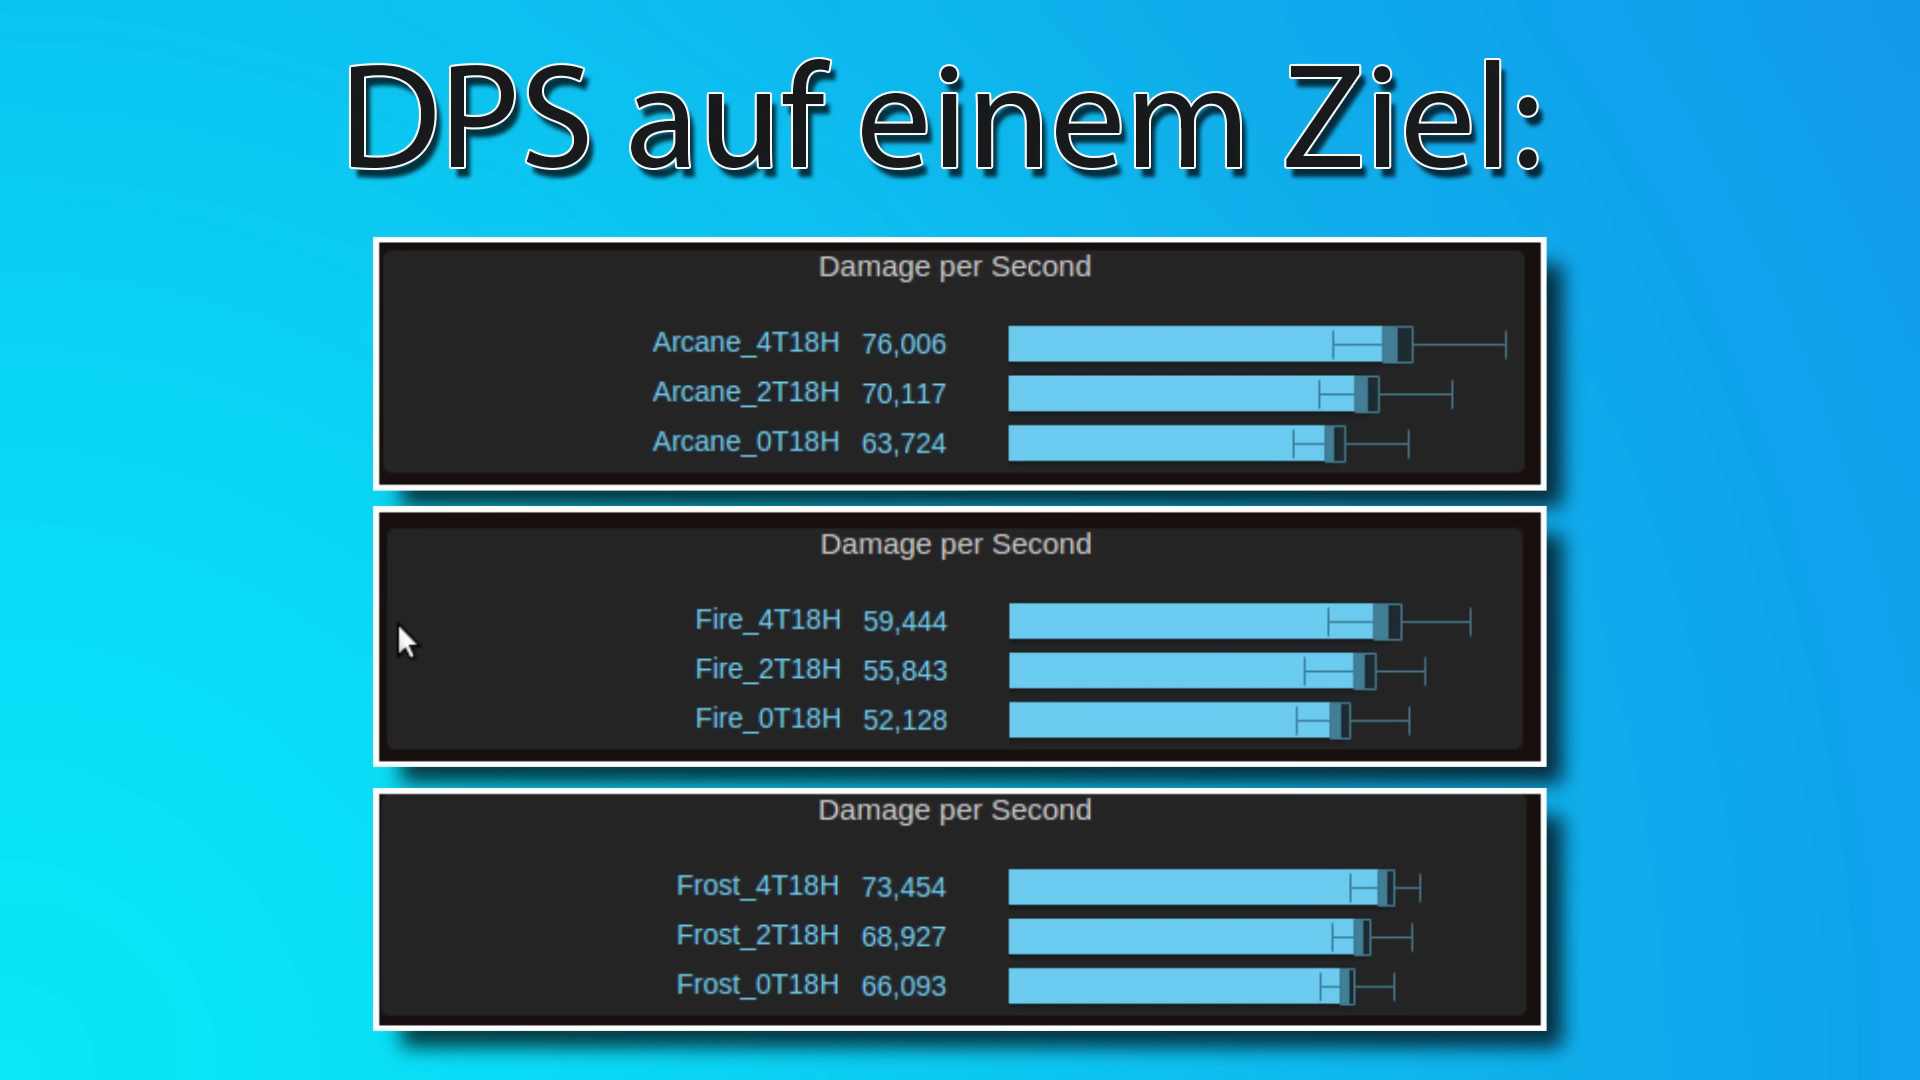 DPS auf einem Ziel:
Damage per Second
Arcane_4T18H 76,006
Arcane_2T18H 70,117
Arcane_0T18H 63,724
Damage per Second
Fire_4T18H 59,444
Fire_2T18H 55,843
Fire_0T18H 52,128
Damage per Second
Frost_4T18H 73,454
Frost_2T18H 68,927
Frost_0T18H 66,093